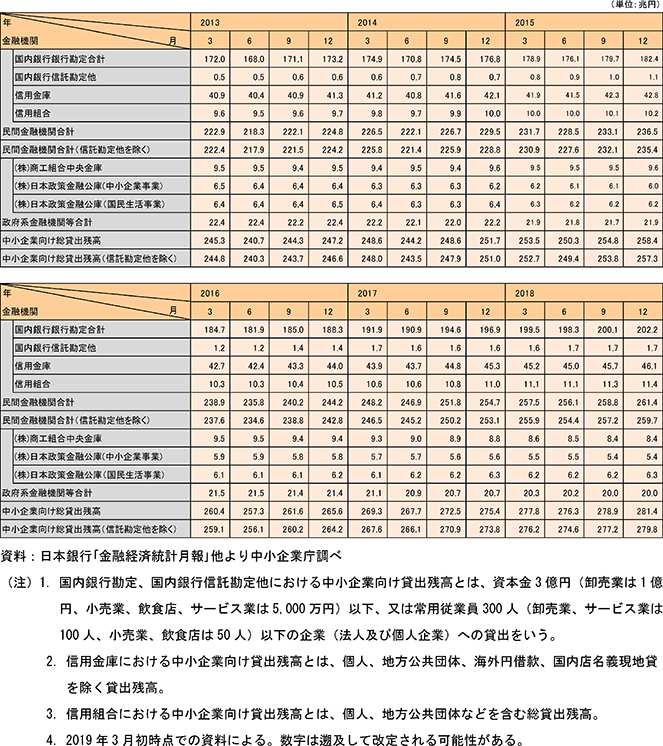 (単位:兆円)
年 2013 2014 2015
金融機関 月 3 6 9 12 3 6 9 12 3 6 9 12
国内銀行銀行勘定合計 172.0 168.0 171.1 173.2 174.9 170.8 174.5 176.8 178.9 176.1 179.7 182.4
国内銀行信託勘定他 0.5 0.5 0.6 0.6 0.6 0.7 0.8 0.7 0.8 0.9 1.0 1.1
信用金庫 40.9 40.4 40.9 41.3 41.2 40.8 41.6 42.1 41.9 41.5 42.3 42.8
信用組合 9.6 9.5 9.6 9.7 9.8 9.7 9.9 10.0 10.0 10.0 10.1 10.2
民間金融機関合計 222.9 218.3 222.1 224.8 226.5 222.1 226.7 229.5 231.7 228.5 233.1 236.5
民間金融機関合計(信託勘定他を除く) 222.4 217.9 221.5 224.2 225.8 221.4 225.9 228.8 230.9 227.6 232.1 235.4
(株)商工組合中央金庫 9.5 9.5 9.4 9.5 9.4 9.4 9.4 9.6 9.5 9.5 9.5 9.6
(株)日本政策金融公庫(中小企業事業) 6.5 6.4 6.4 6.4 6.3 6.3 6.3 6.2 6.2 6.1 6.1 6.0
(株)日本政策金融公庫(国民生活事業) 6.4 6.4 6.4 6.5 6.4 6.3 6.3 6.4 6.3 6.2 6.2 6.2
政府系金融機関等合計 22.4 22.4 22.2 22.4 22.2 22.1 22.0 22.2 21.9 21.8 21.7 21.9
中小企業向け総貸出残高 245.3 240.7 244.3 247.2 248.6 244.2 248.6 251.7 253.5 250.3 254.8 258.4
中小企業向け総貸出残高(信託勘定他を除く) 244.8 240.3 243.7 246.6 248.0 243.5 247.9 251.0 252.7 249.4 253.8 257.3
年 2016 2017 2018
金融機関 月 3 6 9 12 3 6 9 12 3 6 9 12
国内銀行銀行勘定合計 184.7 181.9 185.0 188.3 191.9 190.9 194.6 196.9 199.5 198.3 200.1 202.2
国内銀行信託勘定他 1.2 1.2 1.4 1.4 1.7 1.6 1.6 1.6 1.6 1.7 1.7 1.7
信用金庫 42.7 42.4 43.3 44.0 43.9 43.7 44.8 45.3 45.2 45.0 45.7 46.1
信用組合 10.3 10.3 10.4 10.5 10.6 10.6 10.8 11.0 11.1 11.1 11.3 11.4
民間金融機関合計 238.9 235.8 240.2 244.2 248.2 246.9 251.8 254.7 257.5 256.1 258.8 261.4
民間金融機関合計(信託勘定他を除く) 237.6 234.6 238.8 242.8 246.5 245.2 250.2 253.1 255.9 254.4 257.2 259.7
(株)商工組合中央金庫 9.5 9.5 9.4 9.4 9.3 9.0 8.9 8.8 8.6 8.5 8.4 8.4
(株)日本政策金融公庫(中小企業事業) 5.9 5.9 5.8 5.8 5.7 5.7 5.6 5.6 5.5 5.5 5.4 5.4
(株)日本政策金融公庫(国民生活事業) 6.1 6.1 6.1 6.2 6.1 6.2 6.2 6.3 6.2 6.2 6.2 6.3
政府系金融機関等合計 21.5 21.5 21.4 21.4 21.1 20.9 20.7 20.7 20.3 20.2 20.0 20.0
中小企業向け総貸出残高 260.4 257.3 261.6 265.6 269.3 267.7 272.5 275.4 277.8 276.3 278.9 281.4
中小企業向け総貸出残高(信託勘定他を除く) 259.1 256.1 260.2 264.2 267.6 266.1 270.9 273.8 276.2 274.6 277.2 279.8
資料:日本銀行「金融経済統計月報」他より中小企業庁調べ
(注)1. 国内銀行勘定、国内銀行信託勘定他における中小企業向け貸出残高とは、資本金3億円(卸売業は1億
円、小売業、飲食店、サービス業は5,000万円)以下、又は常用従業員300人(卸売業、サービス業は
100人、小売業、飲食店は50人)以下の企業(法人及び個人企業)への貸出をいう。
2. 信用金庫における中小企業向け貸出残高とは、個人、地方公共団体、海外円借款、国内店名義現地貸
を除く貸出残高。
3. 信用組合における中小企業向け貸出残高とは、個人、地方公共団体などを含む総貸出残高。
4. 2019年3月初時点での資料による。数字は遡及して改定される可能性がある。